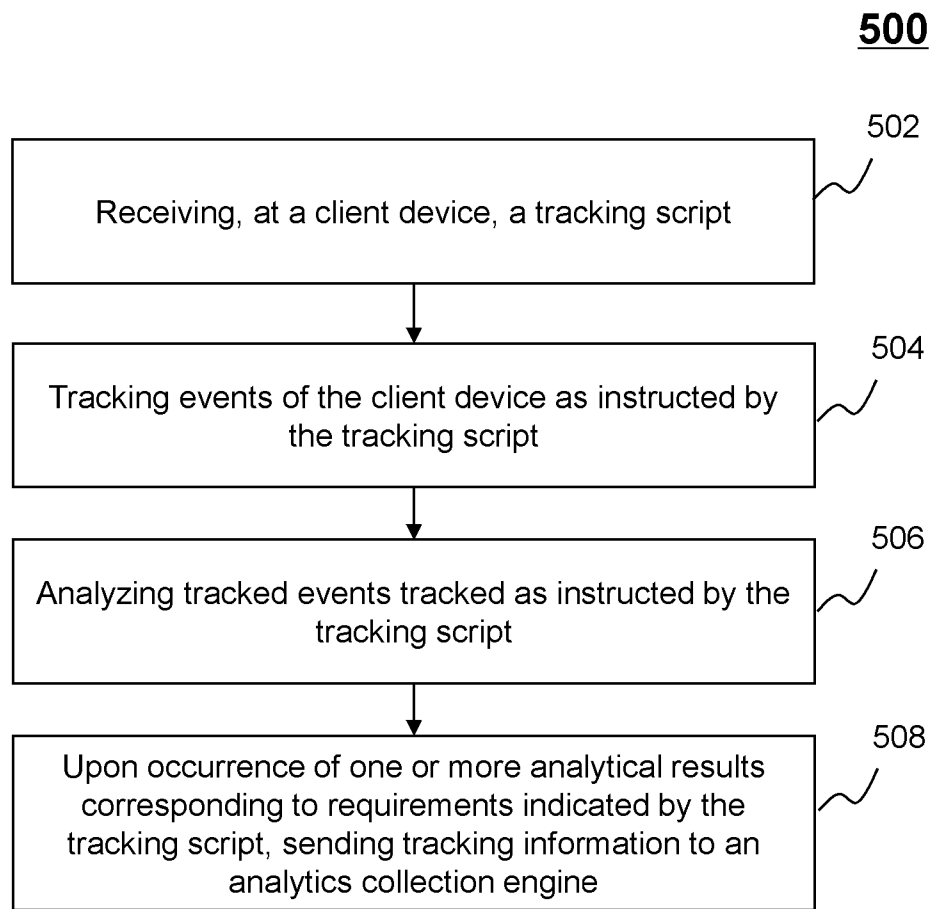 500
502
Receiving, at a client device, a tracking script
504
Tracking events of the client device as instructed by
the tracking script
506
Analyzing tracked events tracked as instructed by the
tracking script
508
Upon occurrence of one or more analytical results
corresponding to requirements indicated by the
tracking script, sending tracking information to an
analytics collection engine